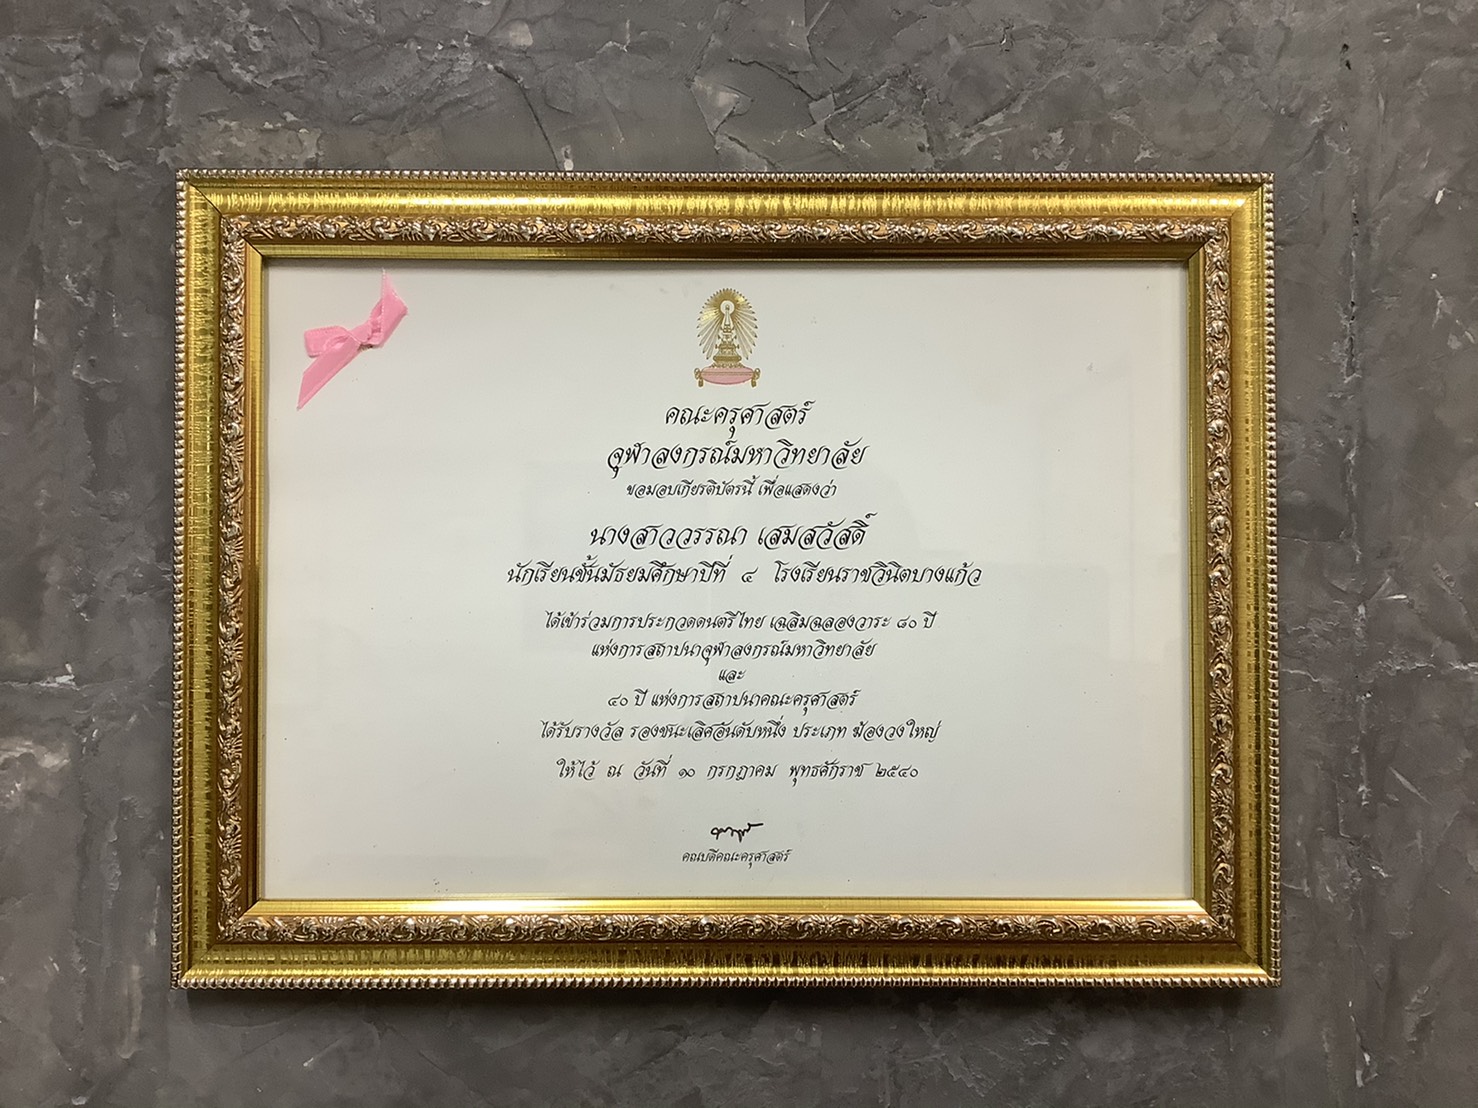 คณะครุศาสตร์
จุฬาลงกรณ์มหาวิทยาลัย
ขอมอบเกียรติบัตรนี้ เพื่อแสดงว่า
นางสาววรรณา เสมสวัสดิ์
นักเรียนชั้นมัธยมศึกษาปีที่ ๔ โรงเรียนราชวินิตบางแก้ว
ได้เข้าร่วมการประกวดดนตรีไทย เฉลิมฉลองวาระ ๘๐ ปี
แห่งการสถาปนาจุฬาลงกรณ์มหาวิทยาลัย
และ
๔๐ ปี แห่งการสถาปนาคณะครุศาสตร์
ได้รับรางวัล รองชนะเลิศอันดับหนึ่ง ประเภท ฆ้องวงใหญ่
ให้ไว้ ณ วันที่ ๑๐ กรกฎาคม พุทธศักราช ๒๕๔๐
คณบดีคณะครุศาสตร์